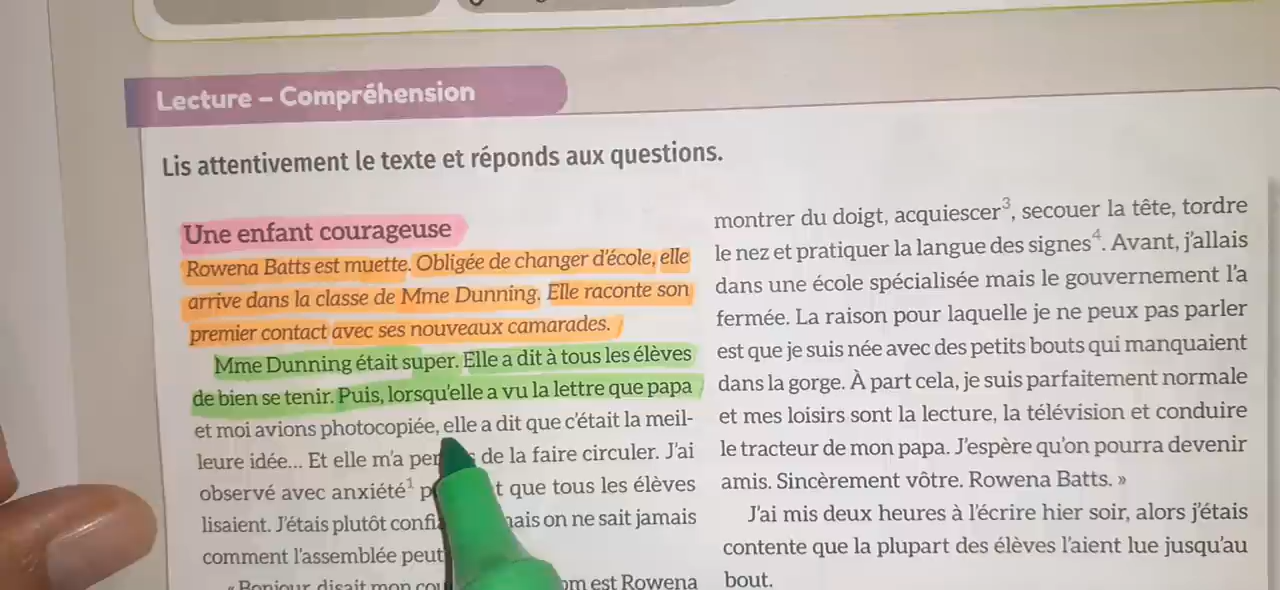 Lecture – Compréhension
Lis attentivement le texte et réponds aux questions.
Une enfant courageuse
Rowena Batts est muette. Obligée de changer d'école, elle
arrive dans la classe de Mme Dunning. Elle raconte son
premier contact avec ses nouveaux camarades.
Mme Dunning était super. Elle a dit à tous les élèves
de bien se tenir. Puis, lorsqu'elle a vu la lettre que papa
et moi avions photocopiée, elle a dit que c'était la meil-
leure idée... Et elle m'a de la faire circuler. J'ai
observé avec anxiété¹ que tous les élèves
lisaient. J'étais plutôt mais on ne sait jamais
comment l'assemblée peut
« Bonjour disait mon est Rowena
montrer du doigt, acquiescer³, secouer la tête, tordre
le nez et pratiquer la langue des signes⁴. Avant, j'allais
dans une école spécialisée mais le gouvernement l'a
fermée. La raison pour laquelle je ne peux pas parler
est que je suis née avec des petits bouts qui manquaient
dans la gorge. À part cela, je suis parfaitement normale
et mes loisirs sont la lecture, la télévision et conduire
le tracteur de mon papa. J'espère qu'on pourra devenir
amis. Sincèrement vôtre. Rowena Batts. »
J'ai mis deux heures à l'écrire hier soir, alors j'étais
contente que la plupart des élèves l'aient lue jusqu'au
bout.